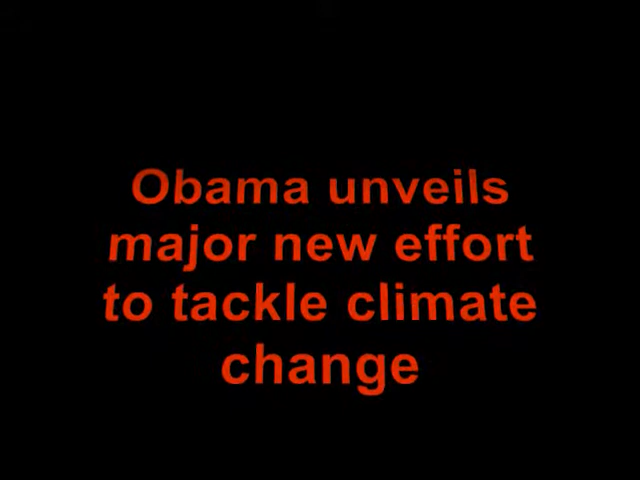 Obama unveils
major new effort
to tackle climate
change